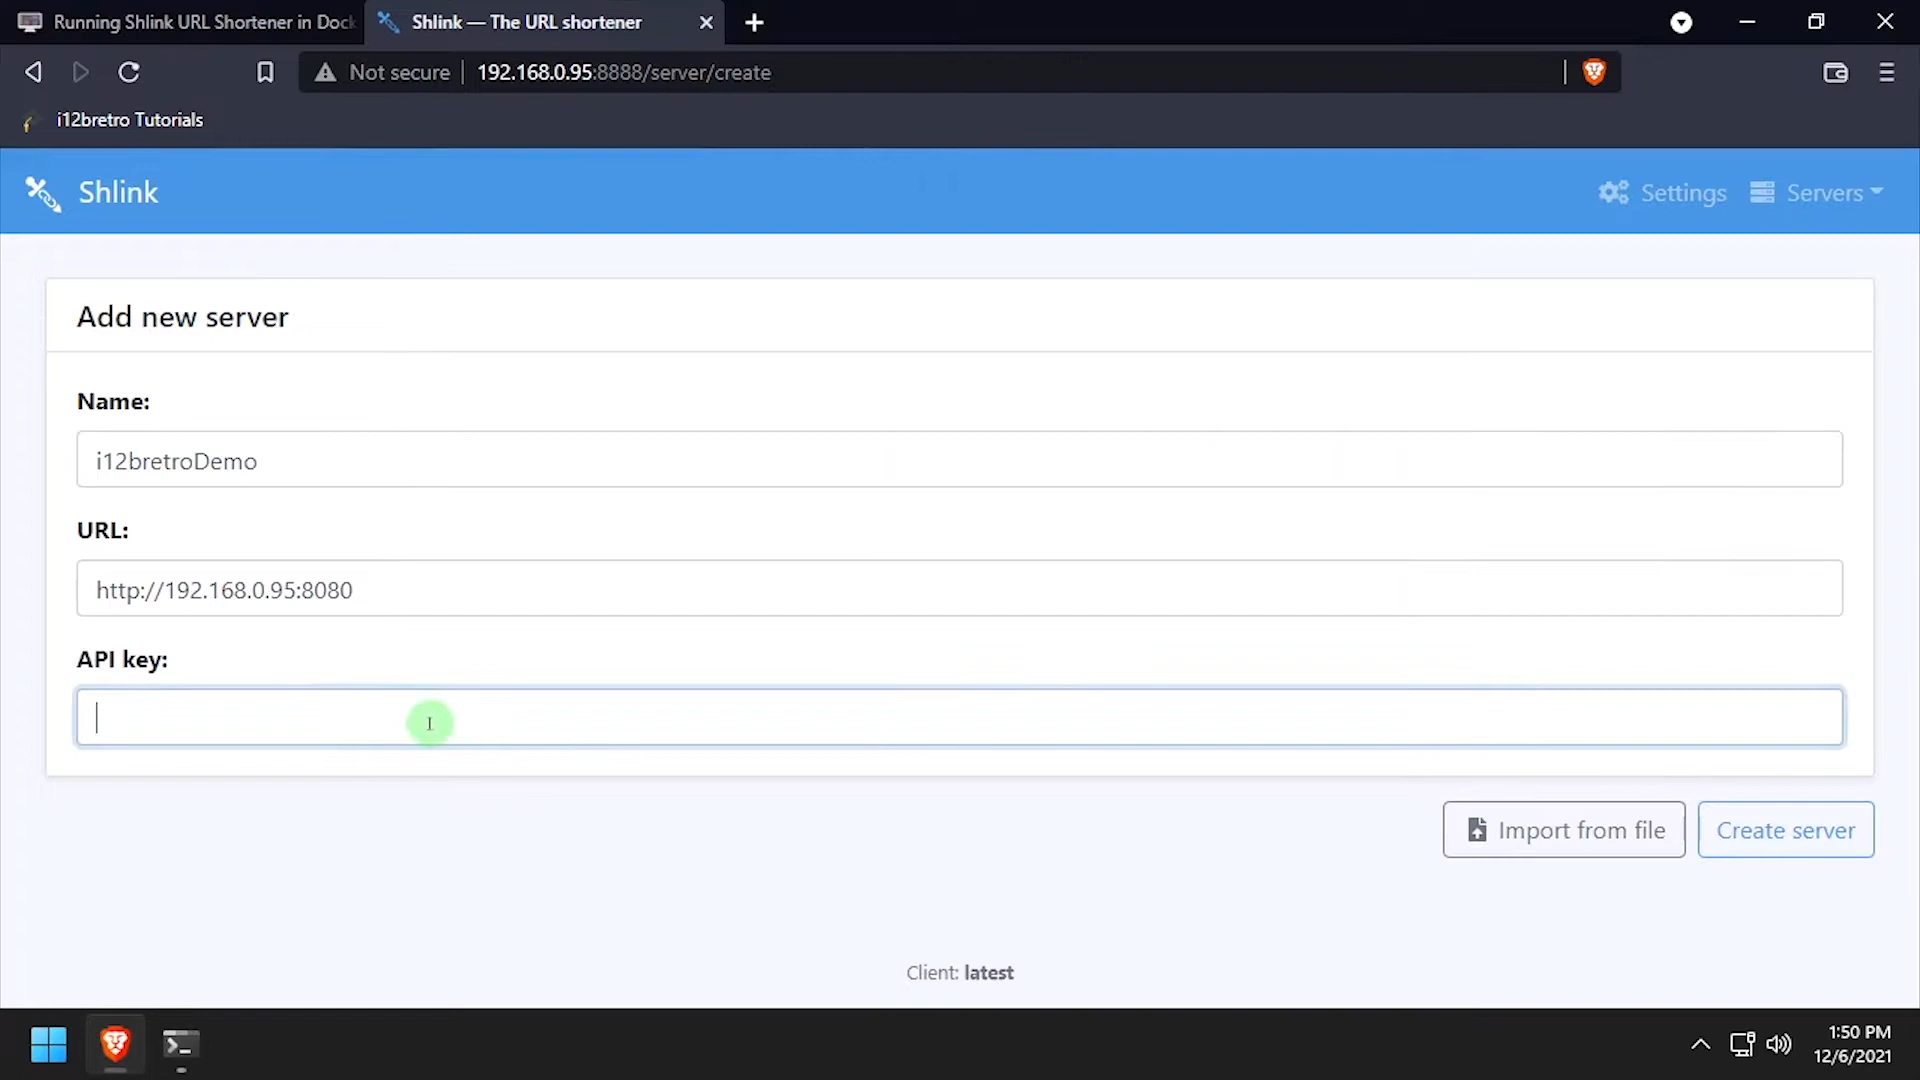 Running Shlink URL Shortener in Dock
Shlink — The URL shortener
Not secure
192.168.0.95:8888/server/create
i12bretro Tutorials
Shlink
Settings
Servers
Add new server
Name:
i12bretroDemo
URL:
http://192.168.0.95:8080
API key:
Import from file
Create server
Client: latest
1:50 PM
12/6/2021